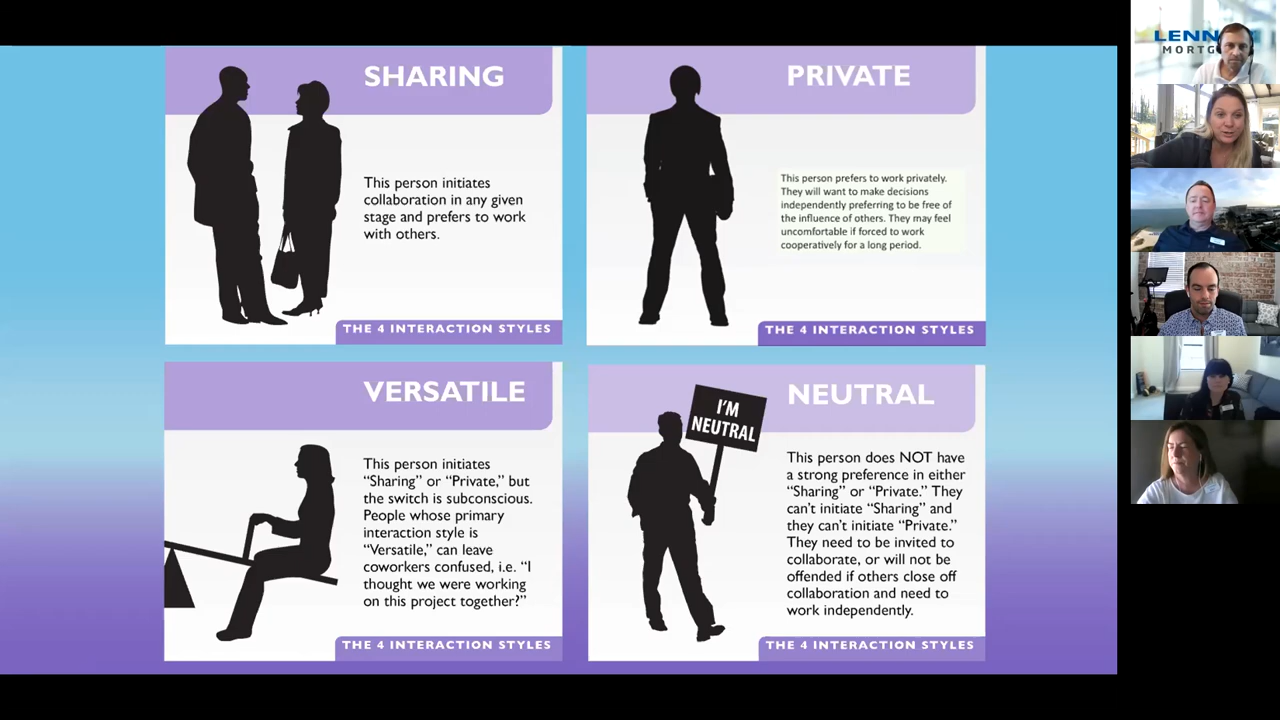 SHARING
This person initiates
collaboration in any given
stage and prefers to work
with others.
THE 4 INTERACTION STYLES
PRIVATE
This person prefers to work privately.
They will want to make decisions
independently preferring to be free of
the influence of others. They may feel
uncomfortable if forced to work
cooperatively for a long period.
THE 4 INTERACTION STYLES
VERSATILE
This person initiates
“Sharing” or “Private,” but
the switch is subconscious.
People whose primary
interaction style is
“Versatile,” can leave
coworkers confused, i.e. “I
thought we were working
on this project together?”
THE 4 INTERACTION STYLES
I'M
NEUTRAL
NEUTRAL
This person does NOT have
a strong preference in either
“Sharing” or “Private.” They
can't initiate “Sharing” and
they can't initiate “Private.”
They need to be invited to
collaborate, or will not be
offended if others close off
collaboration and need to
work independently.
THE 4 INTERACTION STYLES